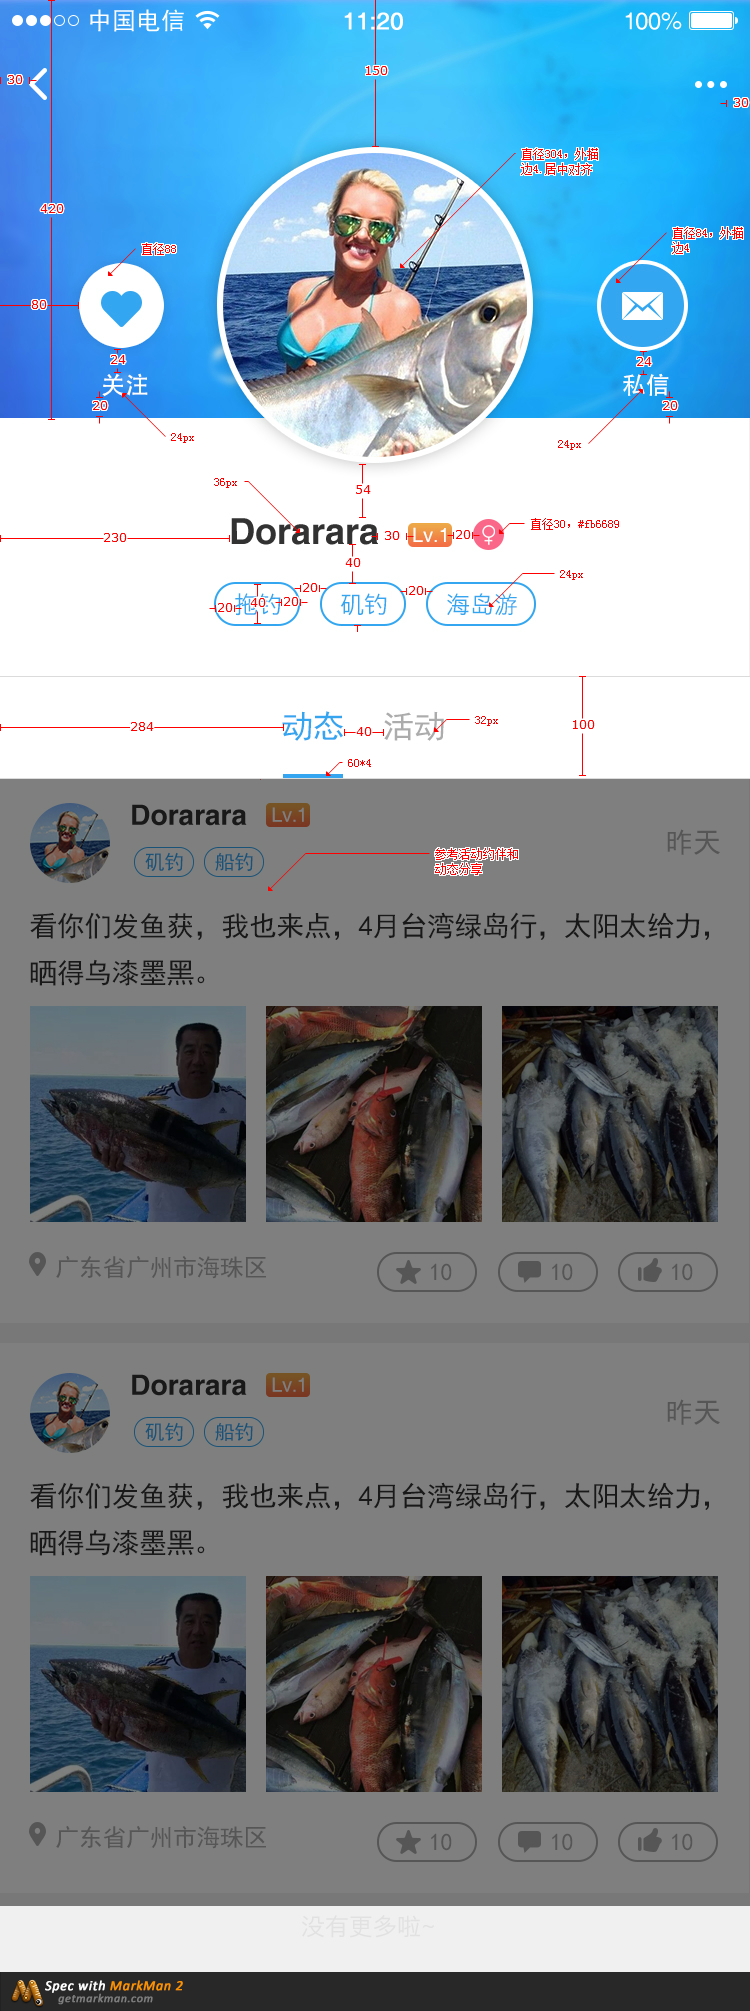 中国电信
11:20
100%
150
30
30
直径304，外描
边4.居中对齐
420
直径88
直径84，外描
边4
80
24
24
关注
私信
20
20
24px
24px
54
36px
Dorarara
30
Lv.1
20
直径30，#fb6689
230
40
24px
拖钓
矶钓
海岛游
20
40
20
20
20
284
动态
40
活动
32px
100
60*4
Dorarara
Lv.1
矶钓
船钓
昨天
参考活动约伴和
动态分享
看你们发鱼获，我也来点，4月台湾绿岛行，太阳太给力，
晒得乌漆墨黑。
广东省广州市海珠区
10
10
10
Dorarara
Lv.1
矶钓
船钓
昨天
看你们发鱼获，我也来点，4月台湾绿岛行，太阳太给力，
晒得乌漆墨黑。
广东省广州市海珠区
10
10
10
没有更多啦~
Spec with MarkMan 2
getmarkman.com